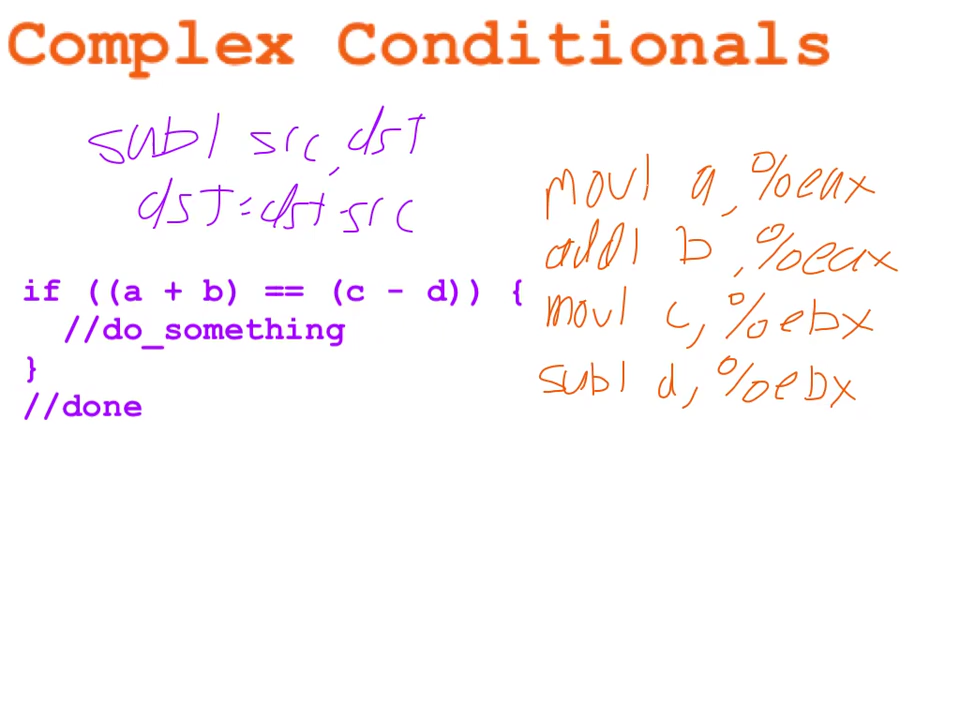 Complex Conditionals
subl src, dst
dst = dst - src
if ((a + b) == (c - d)) {
//do_something
}
//done
movl a, %eax
addl b, %eax
movl c, %ebx
subl d, %ebx